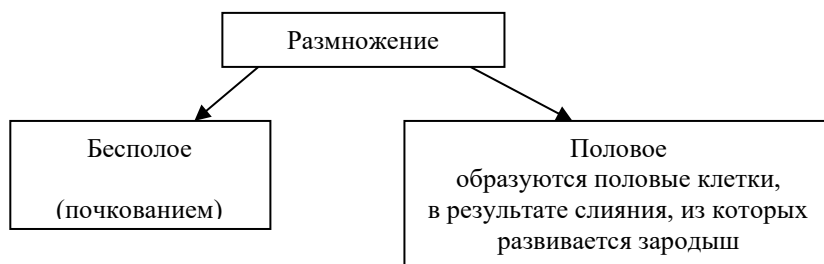 Размножение
Бесполое
(почкованием)
Половое
образуются половые клетки,
в результате слияния, из которых
развивается зародыш